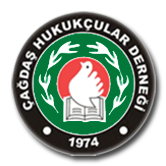 ÇAĞDAŞ HUKUKÇULAR DERNEĞİ
1974